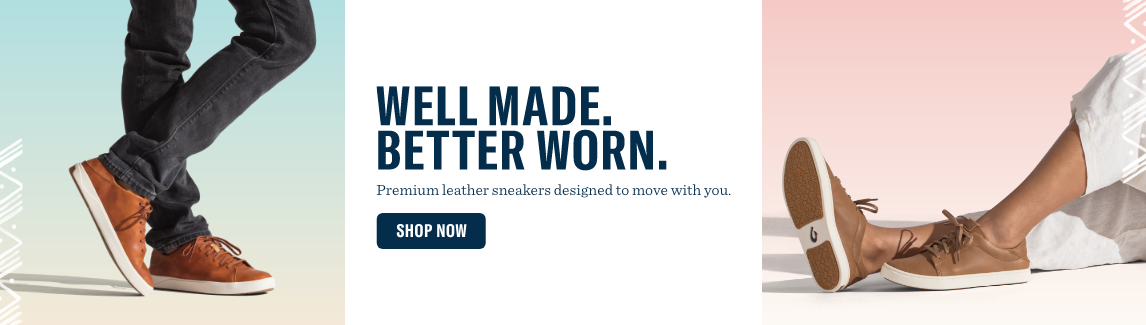 WELL MADE.
BETTER WORN.
Premium leather sneakers designed to move with you.
SHOP NOW